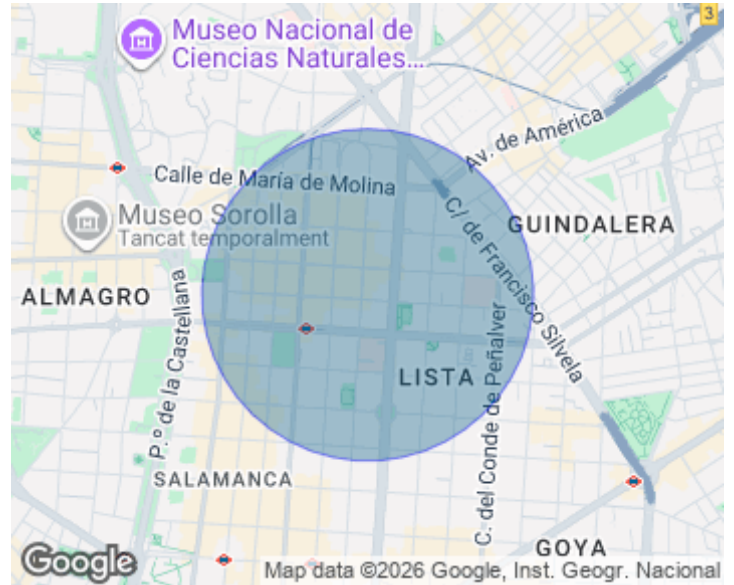 3
Museo Nacional de
Ciencias Naturales...
Av. de América
Calle de María de Molina
Museo Sorolla
Tancat temporalment
C/ de Francisco Silvela
GUINDALERA
ALMAGRO
P.º de la Castellana
LISTA
C. del Conde de Peñalver
SALAMANCA
GOYA
Google
Map data ©2026 Google, Inst. Geogr. Nacional